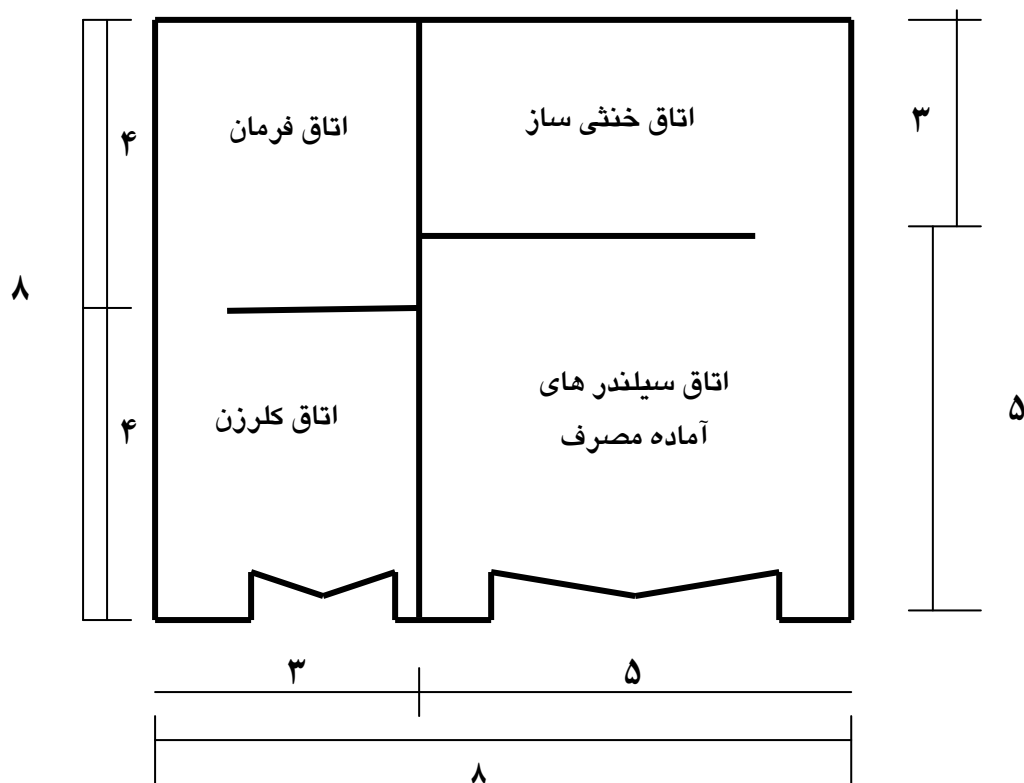 اتاق خنثی ساز
اتاق فرمان
۳
۴
۸
اتاق سیلندر های
آماده مصرف
اتاق کلرزن
۵
۴
۵
۳
۸